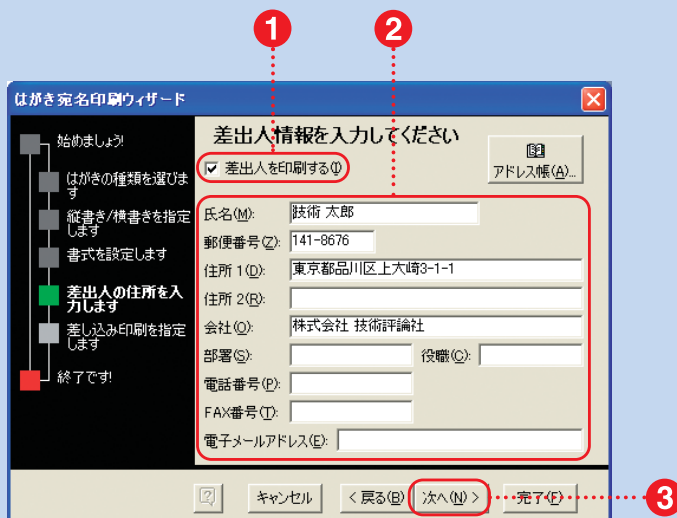 1
2
はがき宛名印刷ウィザード
始めましょう!
はがきの種類を選びま
す
縦書き/横書きを指定
します
書式を設定します
差出人の住所を入
力します
差し込み印刷を指定
します
終了です!
差出人情報を入力してください
差出人を印刷する(I)
アドレス帳(A)...
氏名(M): 技術 太郎
郵便番号(Z): 141-8676
住所 1(D): 東京都品川区上大崎3-1-1
住所 2(R):
会社(O): 株式会社 技術評論社
部署(S): 役職(C):
電話番号(P):
FAX番号(T):
電子メールアドレス(E):
キャンセル < 戻る(B) 次へ(N) > 完了(F) 3